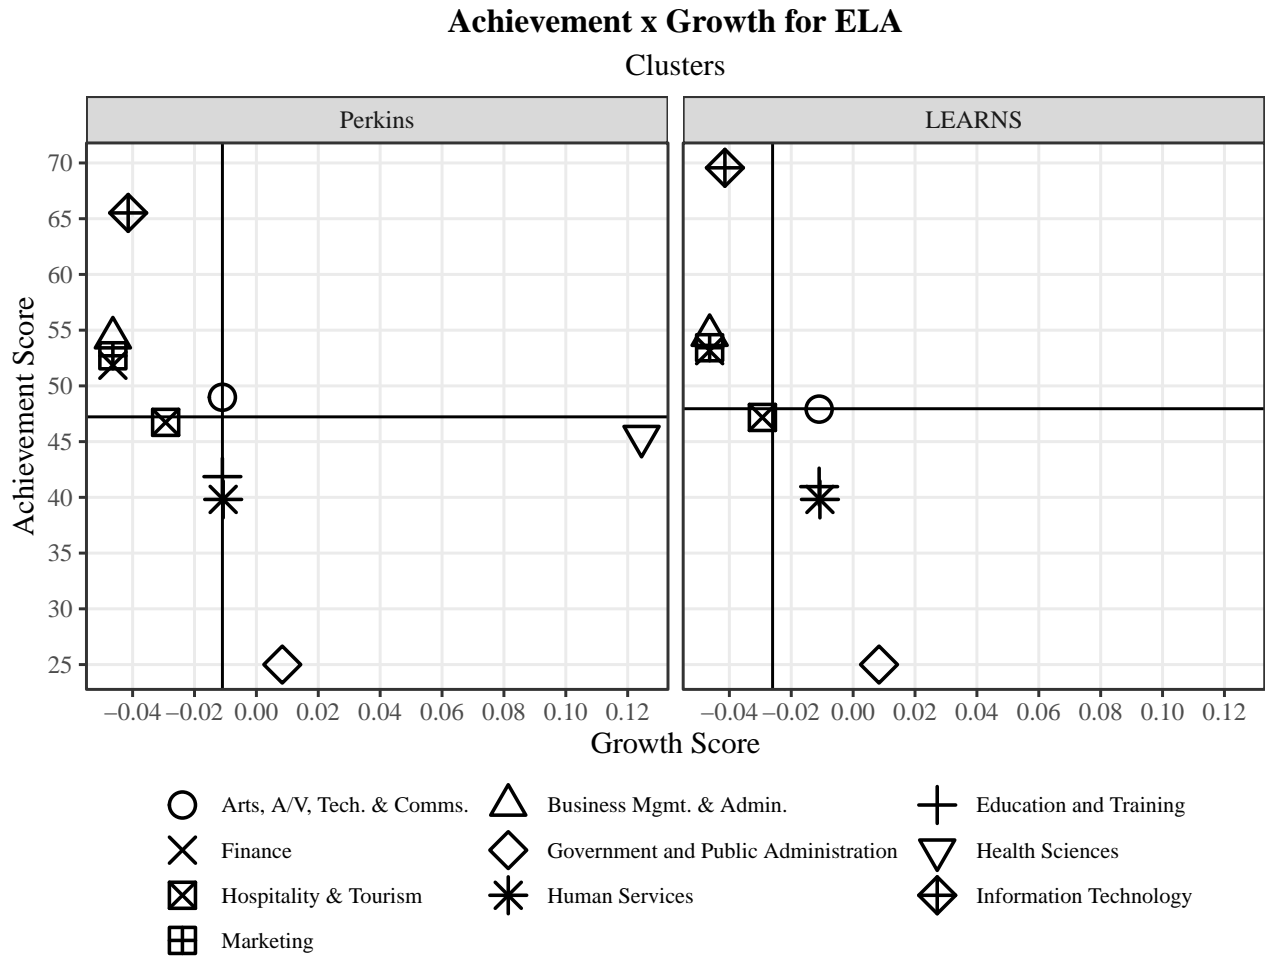 Achievement x Growth for ELA
Clusters
Perkins
LEARNS
Achievement Score
70
65
60
55
50
45
40
35
30
25
−0.04 −0.02 0.00 0.02 0.04 0.06 0.08 0.10 0.12
−0.04 −0.02 0.00 0.02 0.04 0.06 0.08 0.10 0.12
Growth Score
Arts, A/V, Tech. & Comms.
Business Mgmt. & Admin.
Education and Training
Finance
Government and Public Administration
Health Sciences
Hospitality & Tourism
Human Services
Information Technology
Marketing